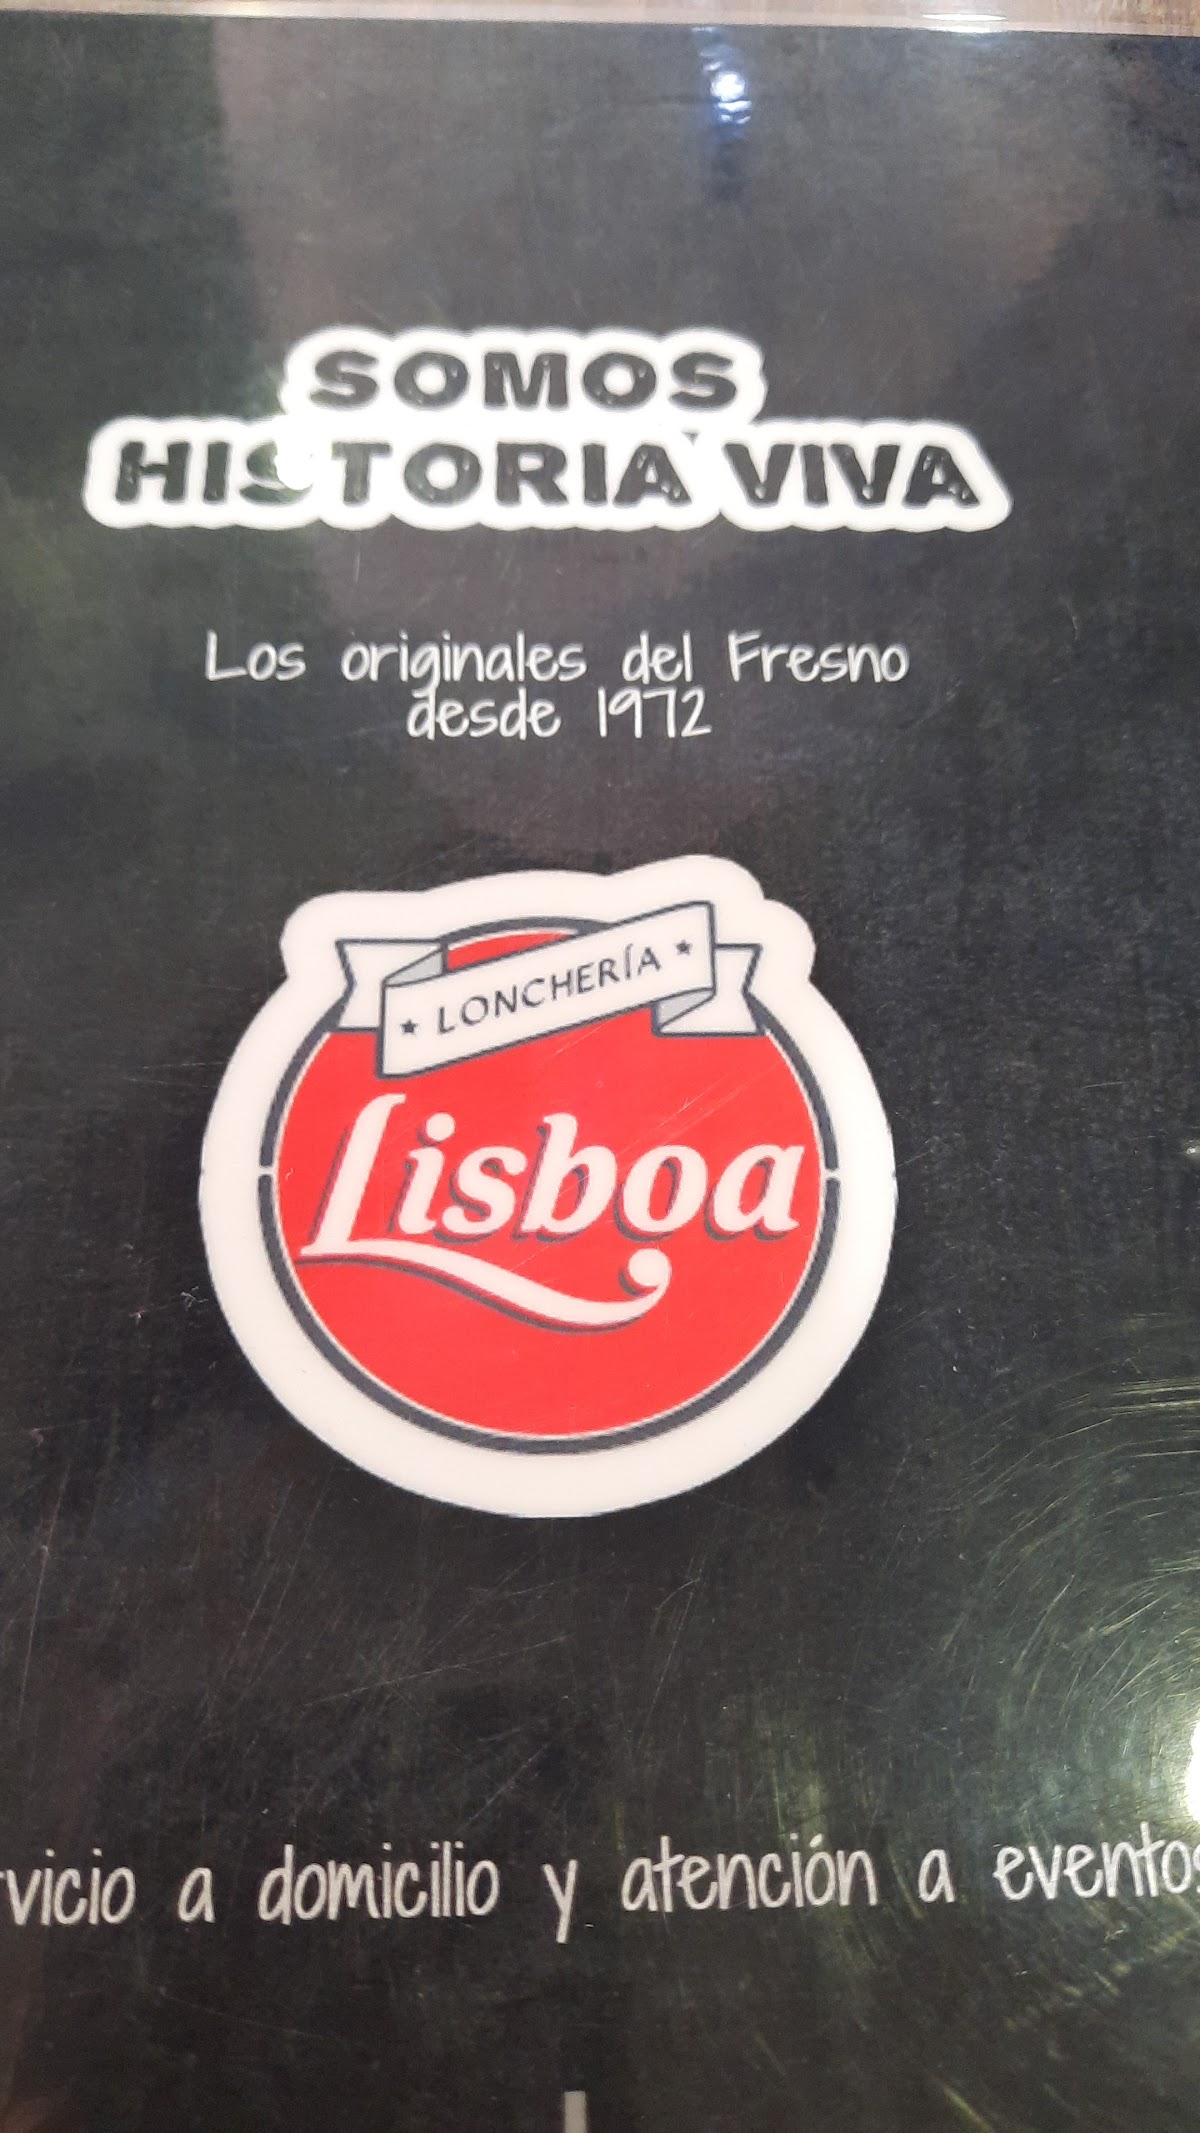 SOMOS
HISTORIA VIVA
Los originales del Fresno
desde 1972
★ LONCHERÍA ★
Lisboa
rvicio a domicilio y atención a eventos